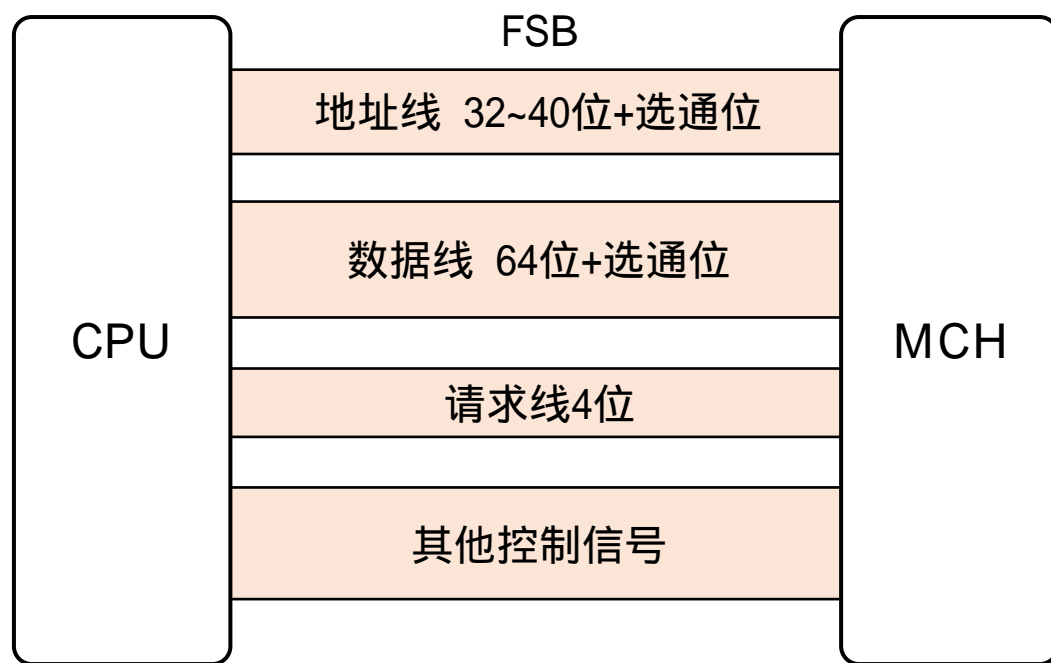 FSB
地址线 32~40位+选通位
数据线 64位+选通位
CPU
MCH
请求线4位
其他控制信号